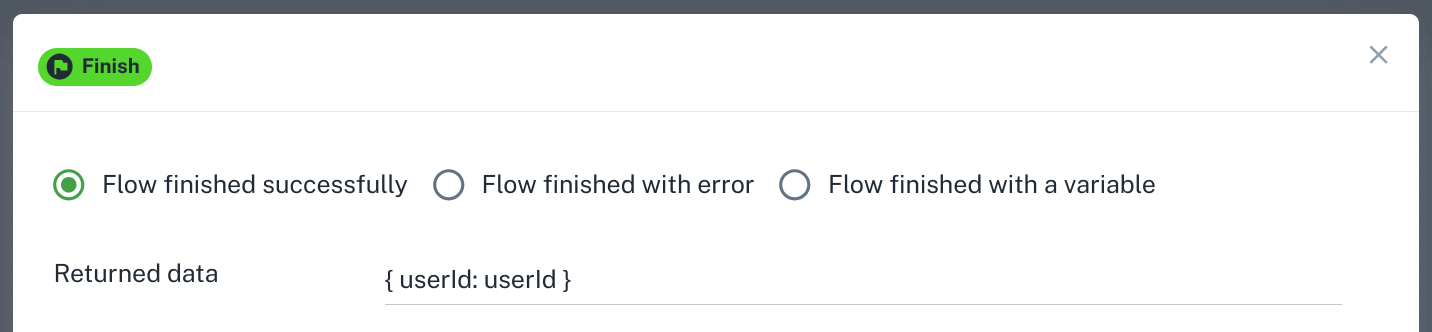 Finish
Flow finished successfully Flow finished with error Flow finished with a variable
Returned data { userId: userId }